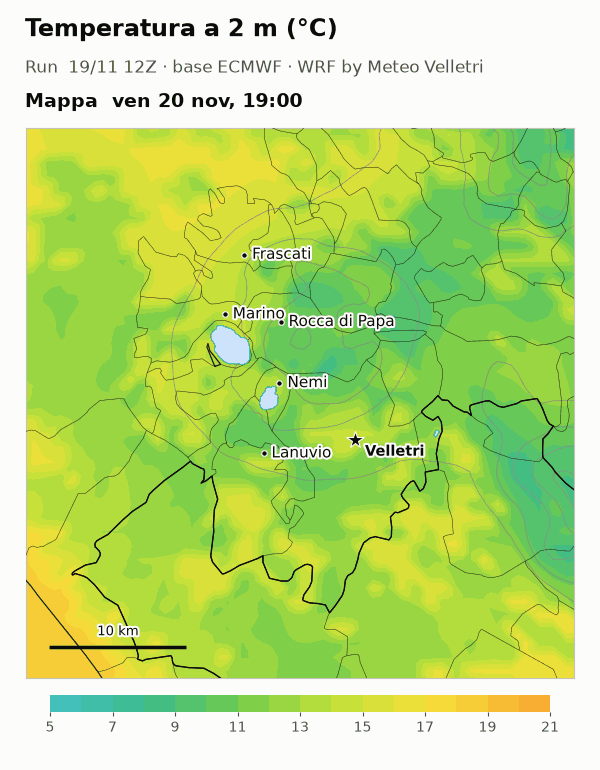 Temperatura a 2 m (°C)
Run 19/11 12Z · base ECMWF · WRF by Meteo Velletri
Mappa ven 20 nov, 19:00
Frascati
Marino
Rocca di Papa
Nemi
Velletri
Lanuvio
10 km
5 7 9 11 13 15 17 19 21